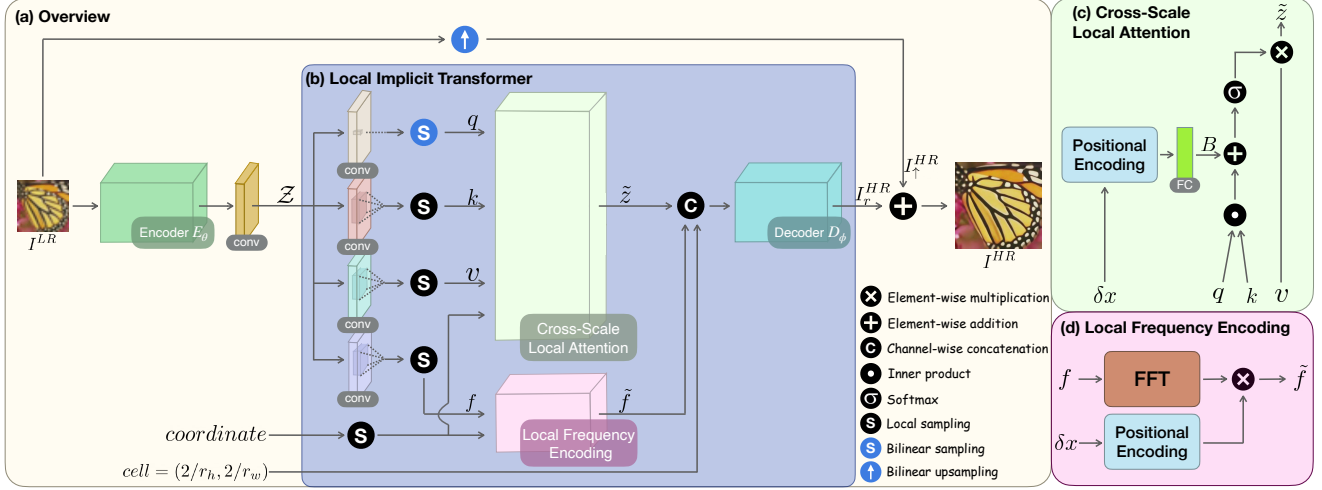 (a) Overview
I^{LR}
Encoder E_θ
conv
Z
(b) Local Implicit Transformer
conv
conv
conv
conv
S
S
S
S
S
q
k
v
f
coordinate
cell = (2/r_h, 2/r_w)
Cross-Scale
Local Attention
Local Frequency
Encoding
z̃
f̃
C
Decoder D_ϕ
I_r^{HR}
I_↑^{HR}
I^{HR}
Element-wise multiplication
Element-wise addition
C Channel-wise concatenation
Inner product
σ Softmax
S Local sampling
S Bilinear sampling
Bilinear upsampling
(c) Cross-Scale
Local Attention
z̃
σ
Positional
Encoding
FC
B
δx
q
k
v
(d) Local Frequency Encoding
f
FFT
f̃
δx
Positional
Encoding